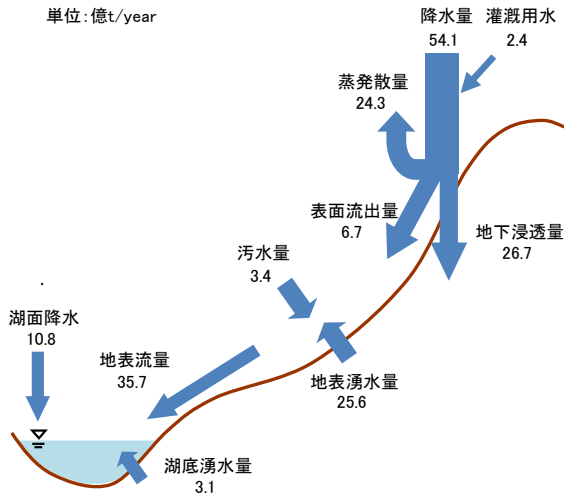 単位:億t/year
降水量
54.1
灌漑用水
2.4
蒸発散量
24.3
表面流出量
6.7
地下浸透量
26.7
汚水量
3.4
湖面降水
10.8
地表流量
35.7
地表湧水量
25.6
湖底湧水量
3.1